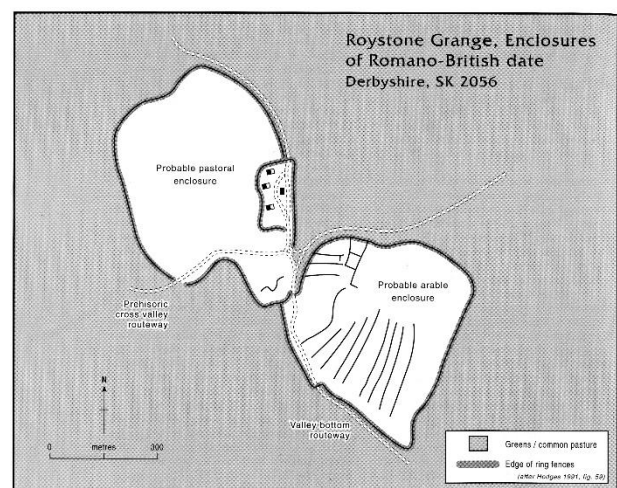 Roystone Grange, Enclosures
of Romano-British date
Derbyshire, SK 2056
Probable pastoral
enclosure
Probable arable
enclosure
Prehisoric
cross valley
routeway
Valley-bottom
routeway
N
0 metres 300
Greens / common pasture
Edge of ring fences
(after Hodges 1991, fig. 59)